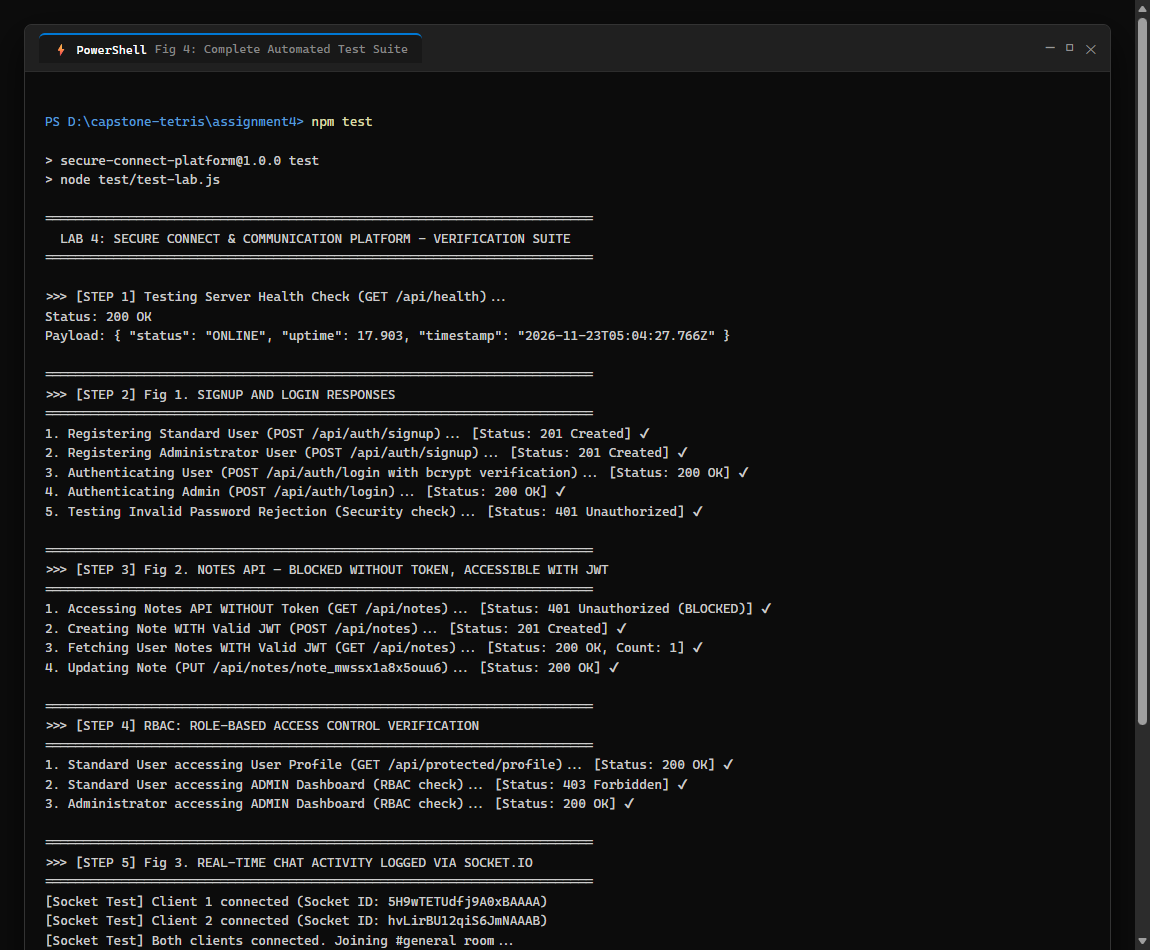 PowerShell Fig 4: Complete Automated Test Suite
PS D:\capstone-tetris\assignment4> npm test
> secure-connect-platform@1.0.0 test
> node test/test-lab.js
════════════════════════════════════════════════════════════════════════
LAB 4: SECURE CONNECT & COMMUNICATION PLATFORM - VERIFICATION SUITE
════════════════════════════════════════════════════════════════════════
>>> [STEP 1] Testing Server Health Check (GET /api/health)...
Status: 200 OK
Payload: { "status": "ONLINE", "uptime": 17.903, "timestamp": "2026-11-23T05:04:27.766Z" }
════════════════════════════════════════════════════════════════════════
>>> [STEP 2] Fig 1. SIGNUP AND LOGIN RESPONSES
════════════════════════════════════════════════════════════════════════
1. Registering Standard User (POST /api/auth/signup)... [Status: 201 Created] ✓
2. Registering Administrator User (POST /api/auth/signup)... [Status: 201 Created] ✓
3. Authenticating User (POST /api/auth/login with bcrypt verification)... [Status: 200 OK] ✓
4. Authenticating Admin (POST /api/auth/login)... [Status: 200 OK] ✓
5. Testing Invalid Password Rejection (Security check)... [Status: 401 Unauthorized] ✓
════════════════════════════════════════════════════════════════════════
>>> [STEP 3] Fig 2. NOTES API — BLOCKED WITHOUT TOKEN, ACCESSIBLE WITH JWT
════════════════════════════════════════════════════════════════════════
1. Accessing Notes API WITHOUT Token (GET /api/notes)... [Status: 401 Unauthorized (BLOCKED)] ✓
2. Creating Note WITH Valid JWT (POST /api/notes)... [Status: 201 Created] ✓
3. Fetching User Notes WITH Valid JWT (GET /api/notes)... [Status: 200 OK, Count: 1] ✓
4. Updating Note (PUT /api/notes/note_mwssx1a8x5ouu6)... [Status: 200 OK] ✓
════════════════════════════════════════════════════════════════════════
>>> [STEP 4] RBAC: ROLE-BASED ACCESS CONTROL VERIFICATION
════════════════════════════════════════════════════════════════════════
1. Standard User accessing User Profile (GET /api/protected/profile)... [Status: 200 OK] ✓
2. Standard User accessing ADMIN Dashboard (RBAC check)... [Status: 403 Forbidden] ✓
3. Administrator accessing ADMIN Dashboard (RBAC check)... [Status: 200 OK] ✓
════════════════════════════════════════════════════════════════════════
>>> [STEP 5] Fig 3. REAL-TIME CHAT ACTIVITY LOGGED VIA SOCKET.IO
════════════════════════════════════════════════════════════════════════
[Socket Test] Client 1 connected (Socket ID: 5H9wTETUdfj9A0xBAAAA)
[Socket Test] Client 2 connected (Socket ID: hvLirBU12qiS6JmNAAAB)
[Socket Test] Both clients connected. Joining #general room...